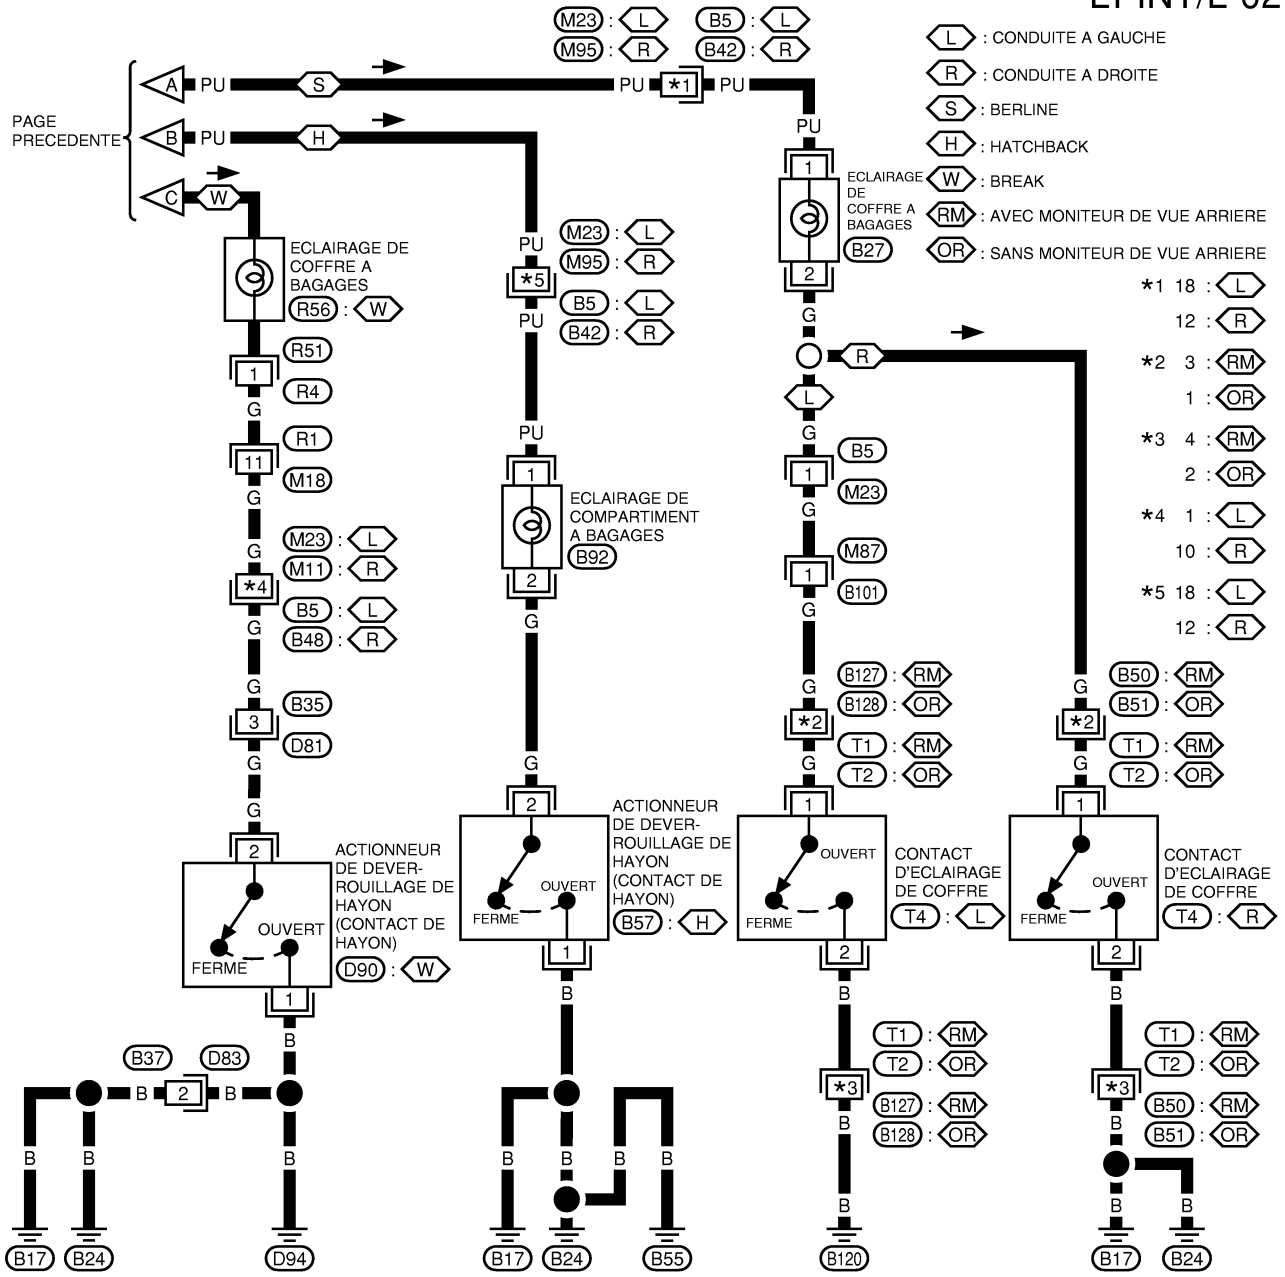 M23 : L
M95 : R
B5 : L
B42 : R
L : CONDUITE A GAUCHE
R : CONDUITE A DROITE
S : BERLINE
H : HATCHBACK
W : BREAK
RM : AVEC MONITEUR DE VUE ARRIERE
OR : SANS MONITEUR DE VUE ARRIERE
*1 18 : L
12 : R
*2 3 : RM
1 : OR
*3 4 : RM
2 : OR
*4 1 : L
10 : R
*5 18 : L
12 : R
PAGE
PRECEDENTE
A PU S PU *1 PU
B PU H
C W
PU
1
ECLAIRAGE
DE
COFFRE A
BAGAGES
B27
2
G
R
L
G
B5
1
M23
G
M87
1
B101
G
G
B127 : RM
B128 : OR
*2
T1 : RM
T2 : OR
G
1
OUVERT
FERME
CONTACT
D'ECLAIRAGE
DE COFFRE
T4 : L
2
B
T1 : RM
T2 : OR
*3
B127 : RM
B128 : OR
B
B
B120
G
B50 : RM
B51 : OR
*2
T1 : RM
T2 : OR
G
1
OUVERT
FERME
CONTACT
D'ECLAIRAGE
DE COFFRE
T4 : R
2
B
T1 : RM
T2 : OR
*3
B50 : RM
B51 : OR
B
B
B
B17
B24
PU
M23 : L
M95 : R
*5
B5 : L
B42 : R
PU
PU
1
ECLAIRAGE DE
COMPARTIMENT
A BAGAGES
B92
2
G
G
2
ACTIONNEUR
DE DEVER-
ROUILLAGE DE
HAYON
(CONTACT DE
HAYON)
B57 : H
OUVERT
FERME
1
B
B
B
B
B
B17
B24
B55
ECLAIRAGE DE
COFFRE A
BAGAGES
R56 : W
R51
1
R4
G
R1
11
M18
G
G
M23 : L
M11 : R
*4
B5 : L
B48 : R
G
G
B35
3
D81
G
G
2
ACTIONNEUR
DE DEVER-
ROUILLAGE DE
HAYON
(CONTACT DE
HAYON)
D90 : W
OUVERT
FERME
1
B
B37
D83
B 2 B
B
B
B
B17
B24
D94